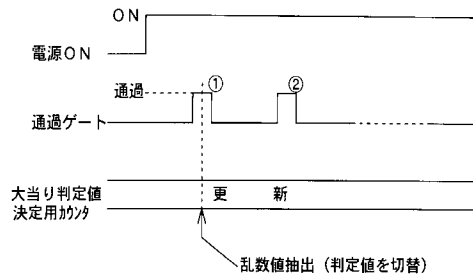 ON
電源ON
通過
①
②
通過ゲート
大当り判定値
決定用カウンタ
更 新
乱数値抽出（判定値を切替）